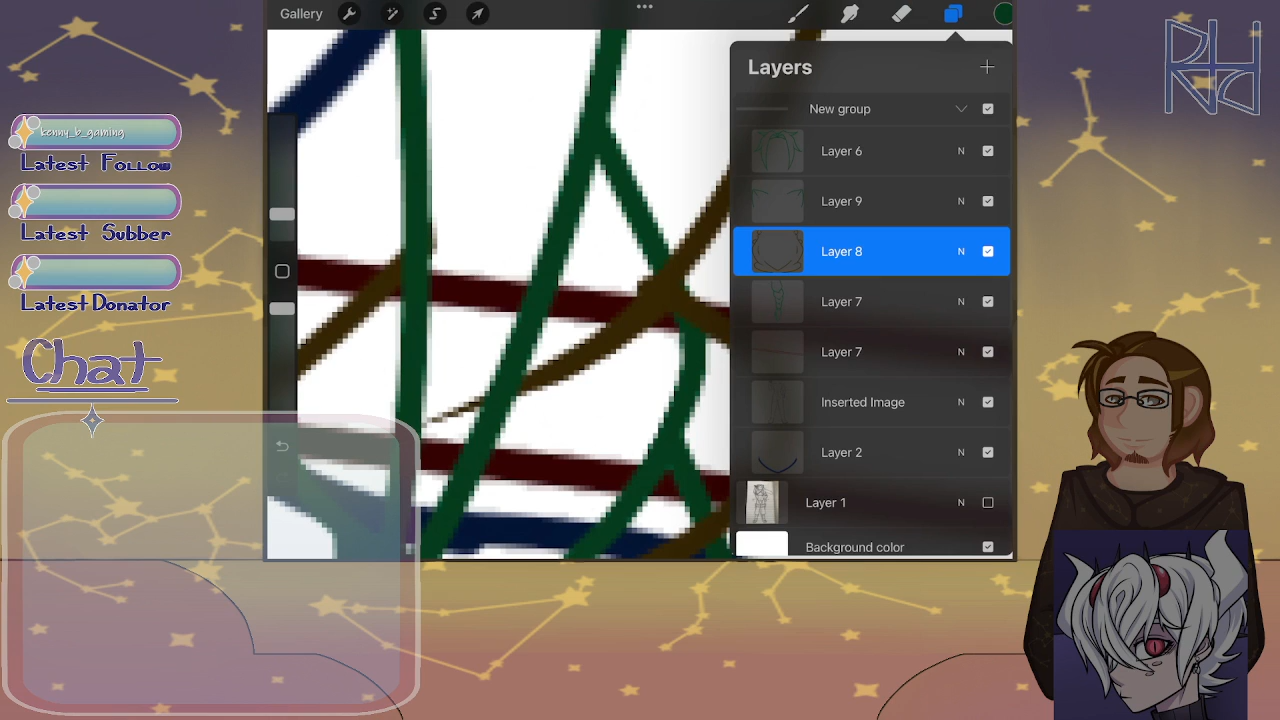 Gallery
Layers
New group
Layer 6 N
Layer 9 N
Layer 8 N
Layer 7 N
Layer 7 N
Inserted Image N
Layer 2 N
Layer 1 N
Background color
kenny_b_gaming
Latest Follow
Latest Subber
Latest Donator
Chat